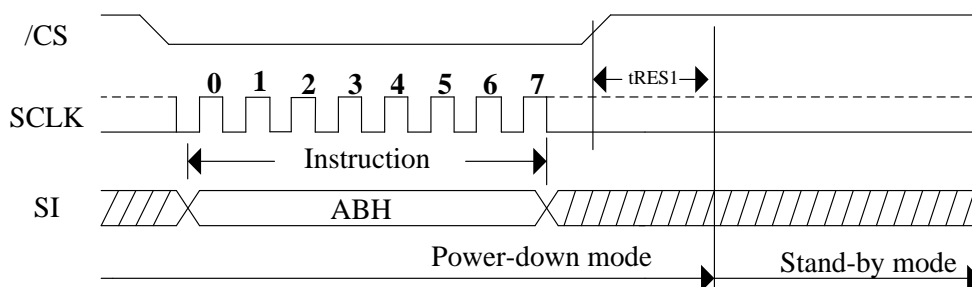 /CS
tRES1
0 1 2 3 4 5 6 7
SCLK
Instruction
SI
ABH
Power-down mode
Stand-by mode